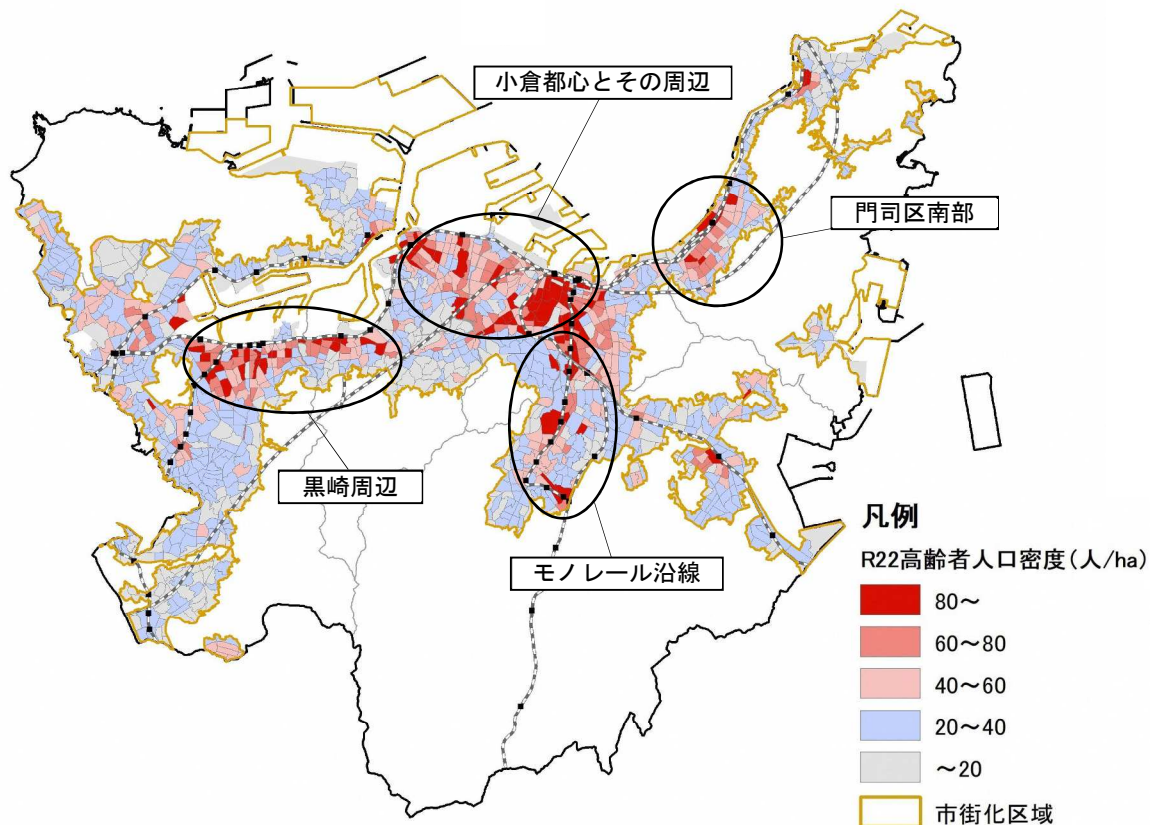 小倉都心とその周辺
門司区南部
黒崎周辺
モノレール沿線
凡例
R22高齢者人口密度(人/ha)
80～
60～80
40～60
20～40
～20
市街化区域